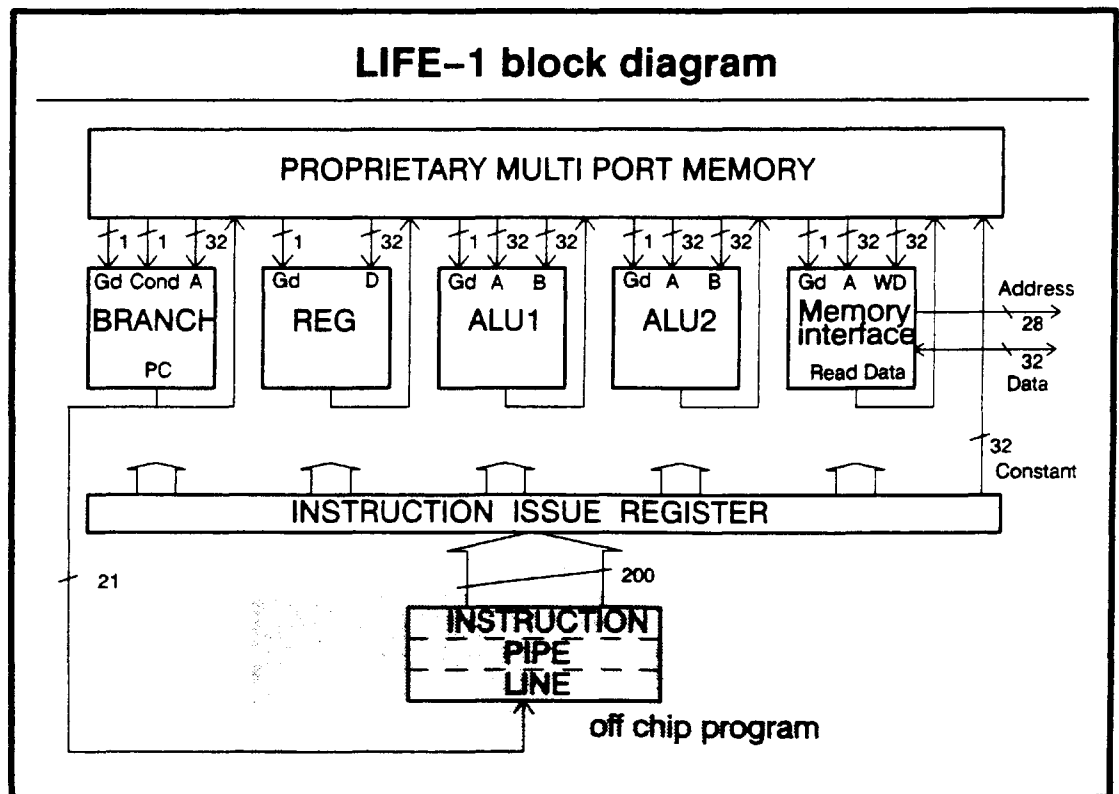 LIFE–1 block diagram
PROPRIETARY MULTI PORT MEMORY
1 1 32 1 32 1 32 32 1 32 32 1 32 32
Gd Cond A Gd D Gd A B Gd A B Gd A WD
BRANCH REG ALU1 ALU2 Memory interface
PC
Read Data
Address
28
32
Data
32
Constant
INSTRUCTION ISSUE REGISTER
21
200
INSTRUCTION
PIPE
LINE
off chip program